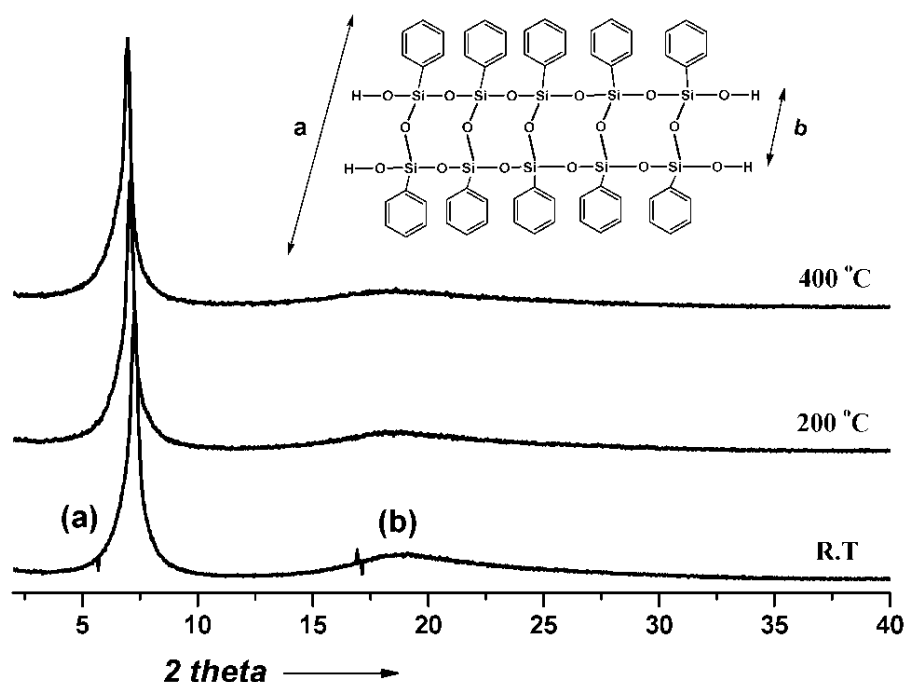 H—O—Si—O—Si—O—Si—O—Si—O—Si—O—H
a
O O O O O
b
H—O—Si—O—Si—O—Si—O—Si—O—Si—O—H
400 °C
200 °C
(a) (b)
R.T
5 10 15 20 25 30 35 40
2 theta